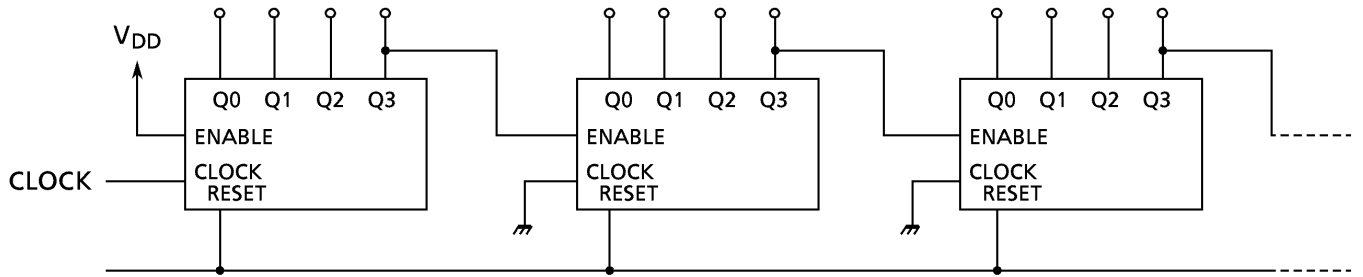 VDD
Q0 Q1 Q2 Q3
ENABLE
CLOCK
CLOCK
RESET
Q0 Q1 Q2 Q3
ENABLE
CLOCK
RESET
Q0 Q1 Q2 Q3
ENABLE
CLOCK
RESET